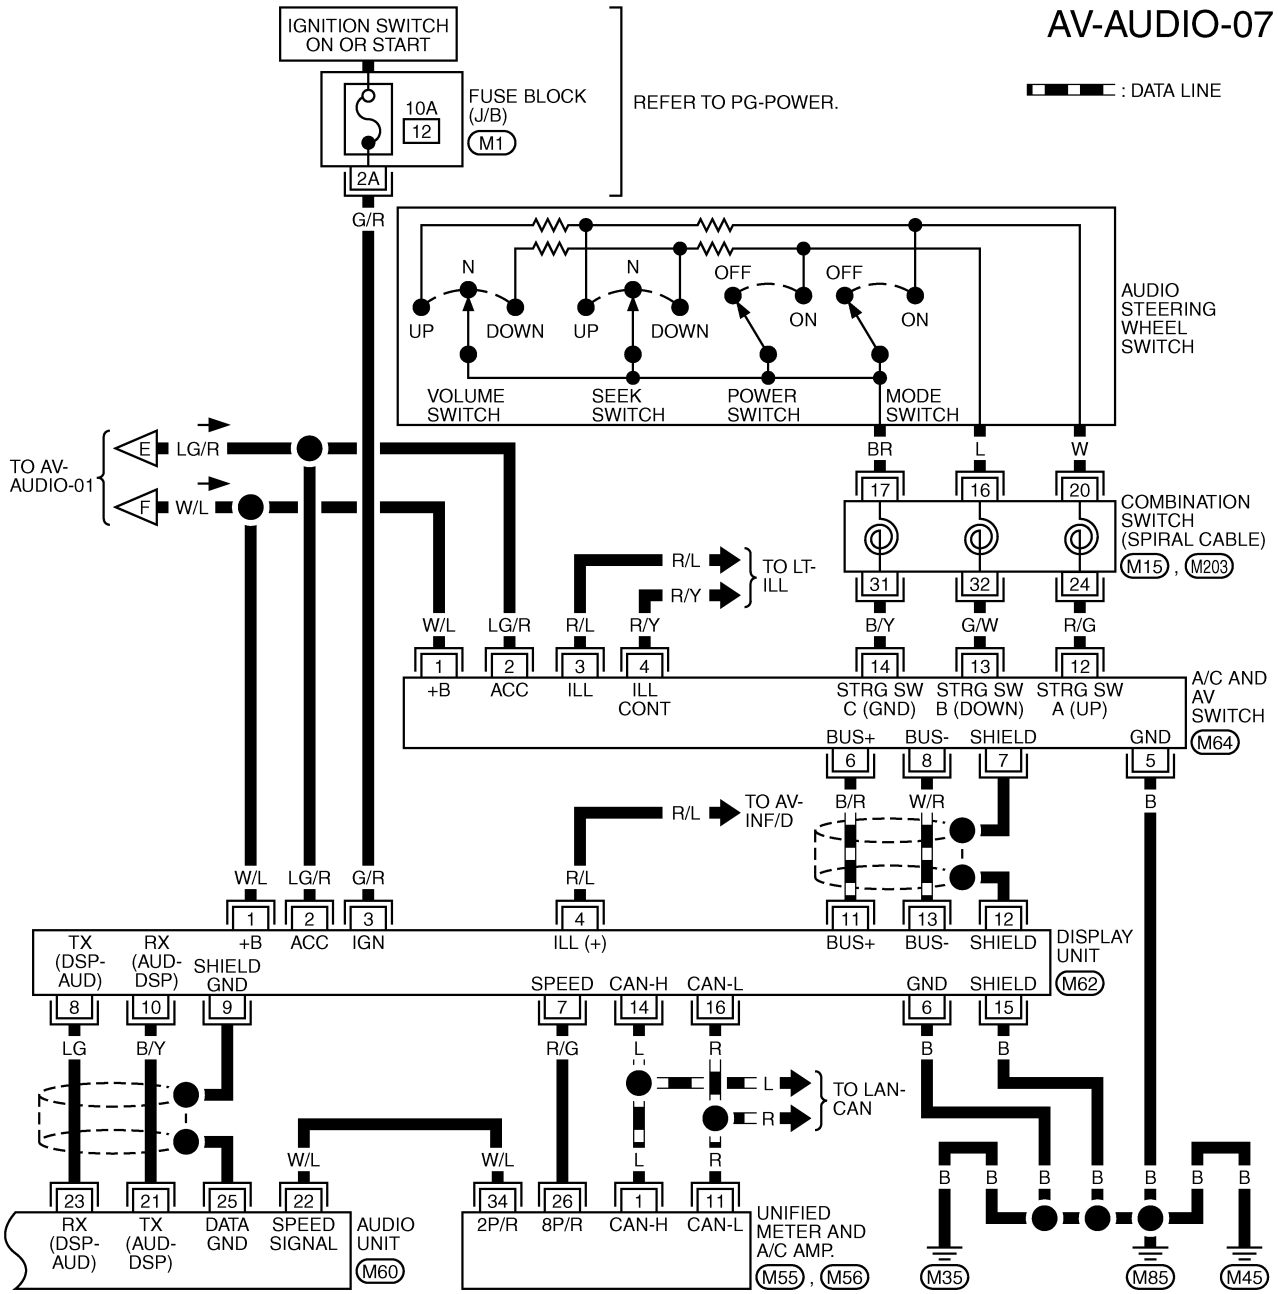 AV-AUDIO-07
IGNITION SWITCH
ON OR START
: DATA LINE
10A
12
FUSE BLOCK
(J/B)
M1
REFER TO PG-POWER.
2A
G/R
N
N
OFF
OFF
UP
DOWN
UP
DOWN
ON
ON
AUDIO
STEERING
WHEEL
SWITCH
VOLUME
SWITCH
SEEK
SWITCH
POWER
SWITCH
MODE
SWITCH
TO AV-
AUDIO-01
E
LG/R
F
W/L
BR
L
W
17
16
20
COMBINATION
SWITCH
(SPIRAL CABLE)
M15 , M203
31
32
24
R/L
R/Y
TO LT-
ILL
W/L
LG/R
R/L
R/Y
B/Y
G/W
R/G
1
2
3
4
14
13
12
+B
ACC
ILL
ILL
CONT
STRG SW
C (GND)
STRG SW
B (DOWN)
STRG SW
A (UP)
A/C AND
AV
SWITCH
M64
BUS+
BUS-
SHIELD
GND
6
8
7
5
B/R
W/R
B
R/L
TO AV-
INF/D
W/L
LG/R
G/R
R/L
1
2
3
4
11
13
12
TX
(DSP-
AUD)
RX
(AUD-
DSP)
SHIELD
GND
+B
ACC
IGN
ILL (+)
BUS+
BUS-
SHIELD
DISPLAY
UNIT
M62
SPEED
CAN-H
CAN-L
GND
SHIELD
8
10
9
7
14
16
6
15
LG
B/Y
R/G
L
R
B
B
L
R
TO LAN-
CAN
W/L
W/L
L
R
B
B
B
B
B
B
B
23
21
25
22
34
26
1
11
RX
(DSP-
AUD)
TX
(AUD-
DSP)
DATA
GND
SPEED
SIGNAL
AUDIO
UNIT
M60
2P/R
8P/R
CAN-H
CAN-L
UNIFIED
METER AND
A/C AMP.
M55 , M56
M35
M85
M45